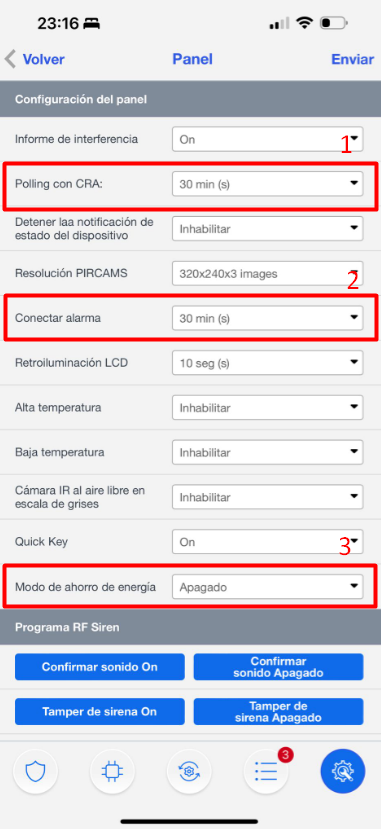 23:16
Volver Panel Enviar
Configuración del panel
Informe de interferencia On 1
Polling con CRA: 30 min (s)
Detener laa notificación de
estado del dispositivo Inhabilitar
Resolución PIRCAMS 320x240x3 images 2
Conectar alarma 30 min (s)
Retroiluminación LCD 10 seg (s)
Alta temperatura Inhabilitar
Baja temperatura Inhabilitar
Cámara IR al aire libre en
escala de grises Inhabilitar
Quick Key On 3
Modo de ahorro de energía Apagado
Programa RF Siren
Confirmar sonido On
Confirmar
sonido Apagado
Tamper de sirena On
Tamper de
sirena Apagado
3